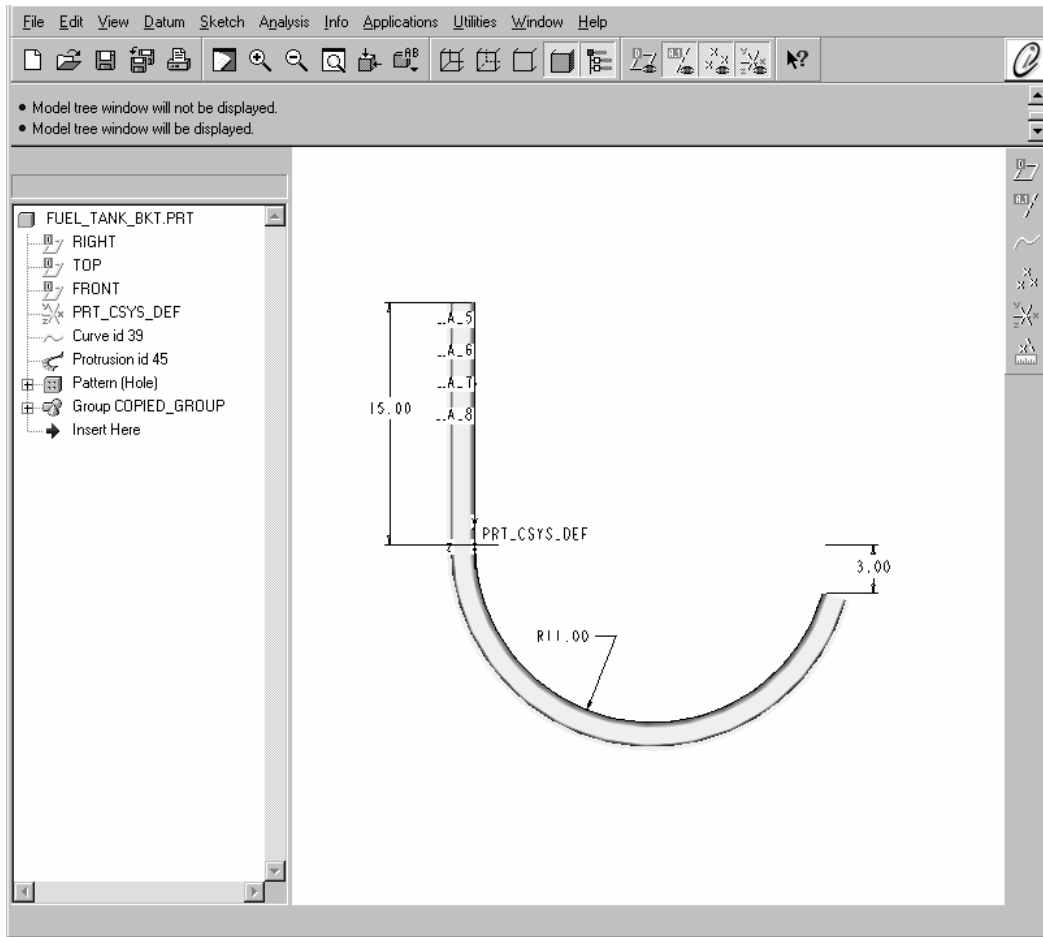 File Edit View Datum Sketch Analysis Info Applications Utilities Window Help
• Model tree window will not be displayed.
• Model tree window will be displayed.
FUEL_TANK_BKT.PRT
RIGHT
TOP
FRONT
PRT_CSYS_DEF
Curve id 39
Protrusion id 45
Pattern (Hole)
Group COPIED_GROUP
Insert Here
A_5
A_6
A_7
A_8
15.00
PRT_CSYS_DEF
3.00
R11.00